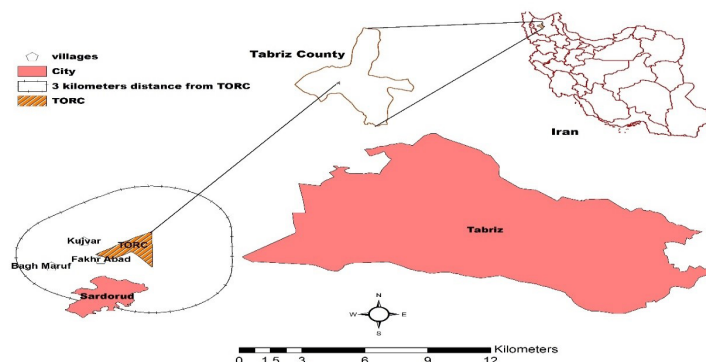 villages
City
3 kilometers distance from TORC
TORC
Tabriz County
Iran
Tabriz
Kujvar
TORC
Fakhr Abad
Bagh Maruf
Sardorud
N
W E
S
Kilometers
0 1.5 3 6 9 12